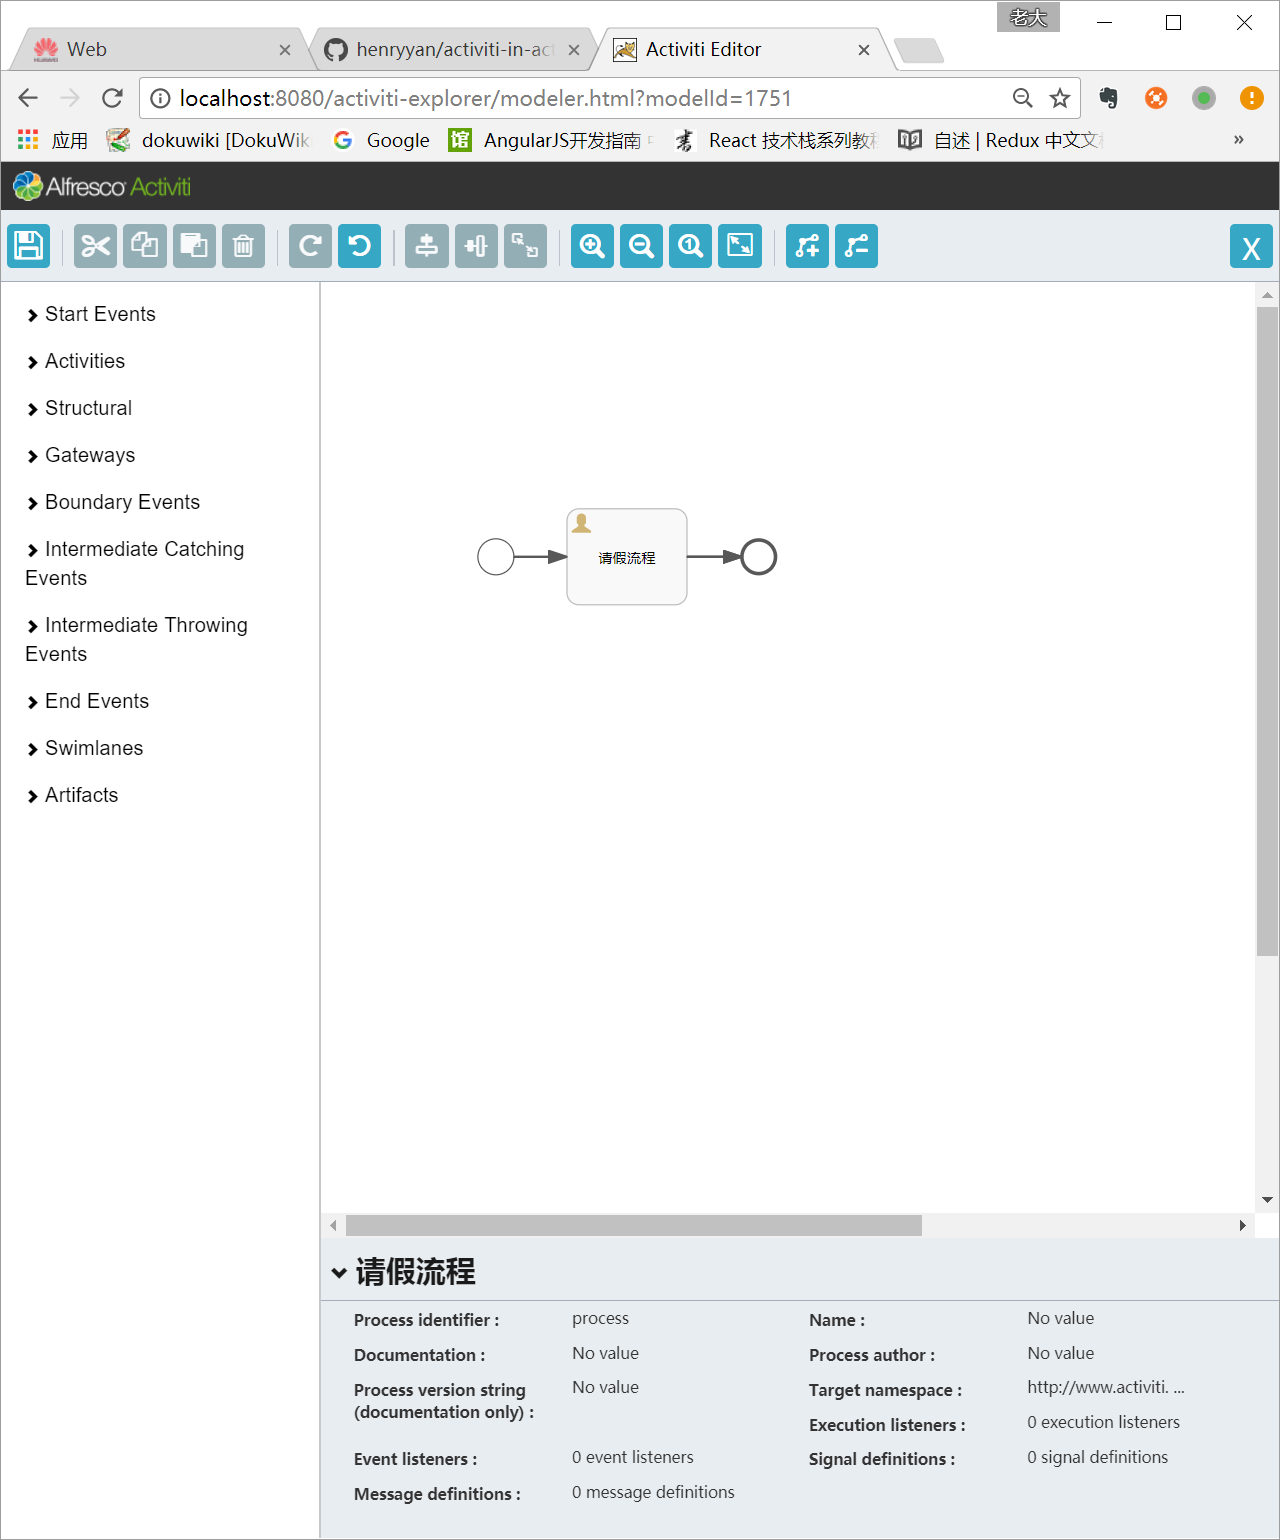 老大
Web
henryyan/activiti-in-act
Activiti Editor
localhost:8080/activiti-explorer/modeler.html?modelId=1751
应用
dokuwiki [DokuWik
Google
馆
AngularJS开发指南
React 技术栈系列教程
自述 | Redux 中文文档
»
HUAWEI
Alfresco Activiti
X
Start Events
Activities
Structural
Gateways
Boundary Events
Intermediate Catching
Events
Intermediate Throwing
Events
End Events
Swimlanes
Artifacts
请假流程
请假流程
Process identifier :
process
Name :
No value
Documentation :
No value
Process author :
No value
Process version string
(documentation only) :
No value
Target namespace :
http://www.activiti. ...
Execution listeners :
0 execution listeners
Event listeners :
0 event listeners
Signal definitions :
0 signal definitions
Message definitions :
0 message definitions